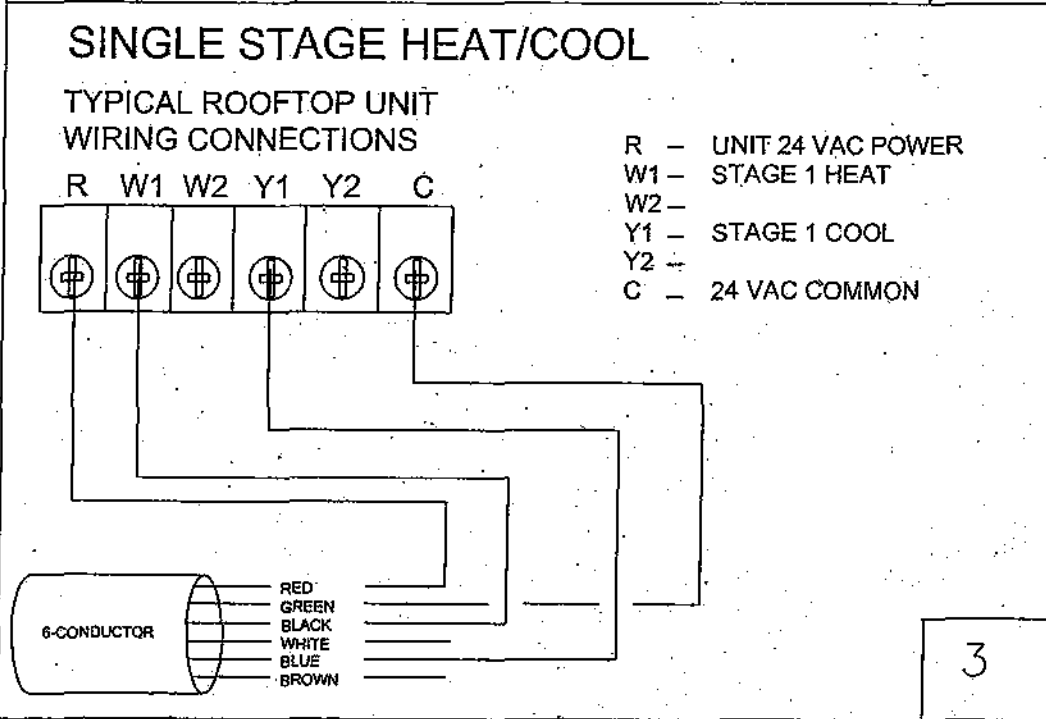 SINGLE STAGE HEAT/COOL
TYPICAL ROOFTOP UNIT
WIRING CONNECTIONS
R W1 W2 Y1 Y2 C
R – UNIT 24 VAC POWER
W1 – STAGE 1 HEAT
W2 –
Y1 – STAGE 1 COOL
Y2 –
C – 24 VAC COMMON
6-CONDUCTOR
RED
GREEN
BLACK
WHITE
BLUE
BROWN
3